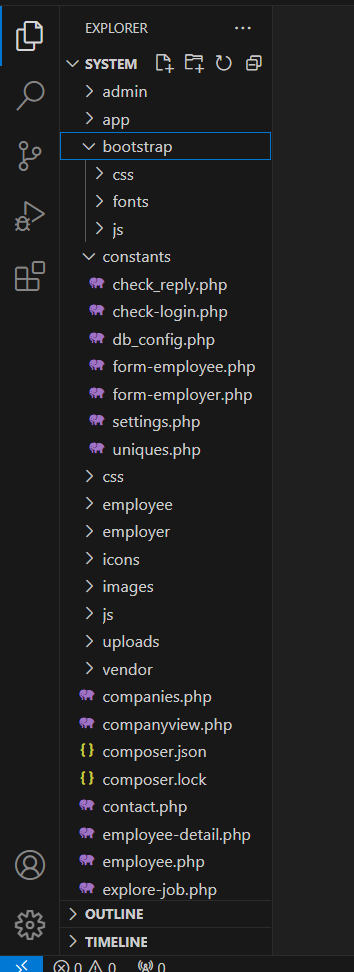 EXPLORER
SYSTEM
admin
app
bootstrap
css
fonts
js
constants
check_reply.php
check-login.php
db_config.php
form-employee.php
form-employer.php
settings.php
uniques.php
css
employee
employer
icons
images
js
uploads
vendor
companies.php
companyview.php
{} composer.json
{} composer.lock
contact.php
employee-detail.php
employee.php
explore-job.php
OUTLINE
TIMELINE
0 0 0